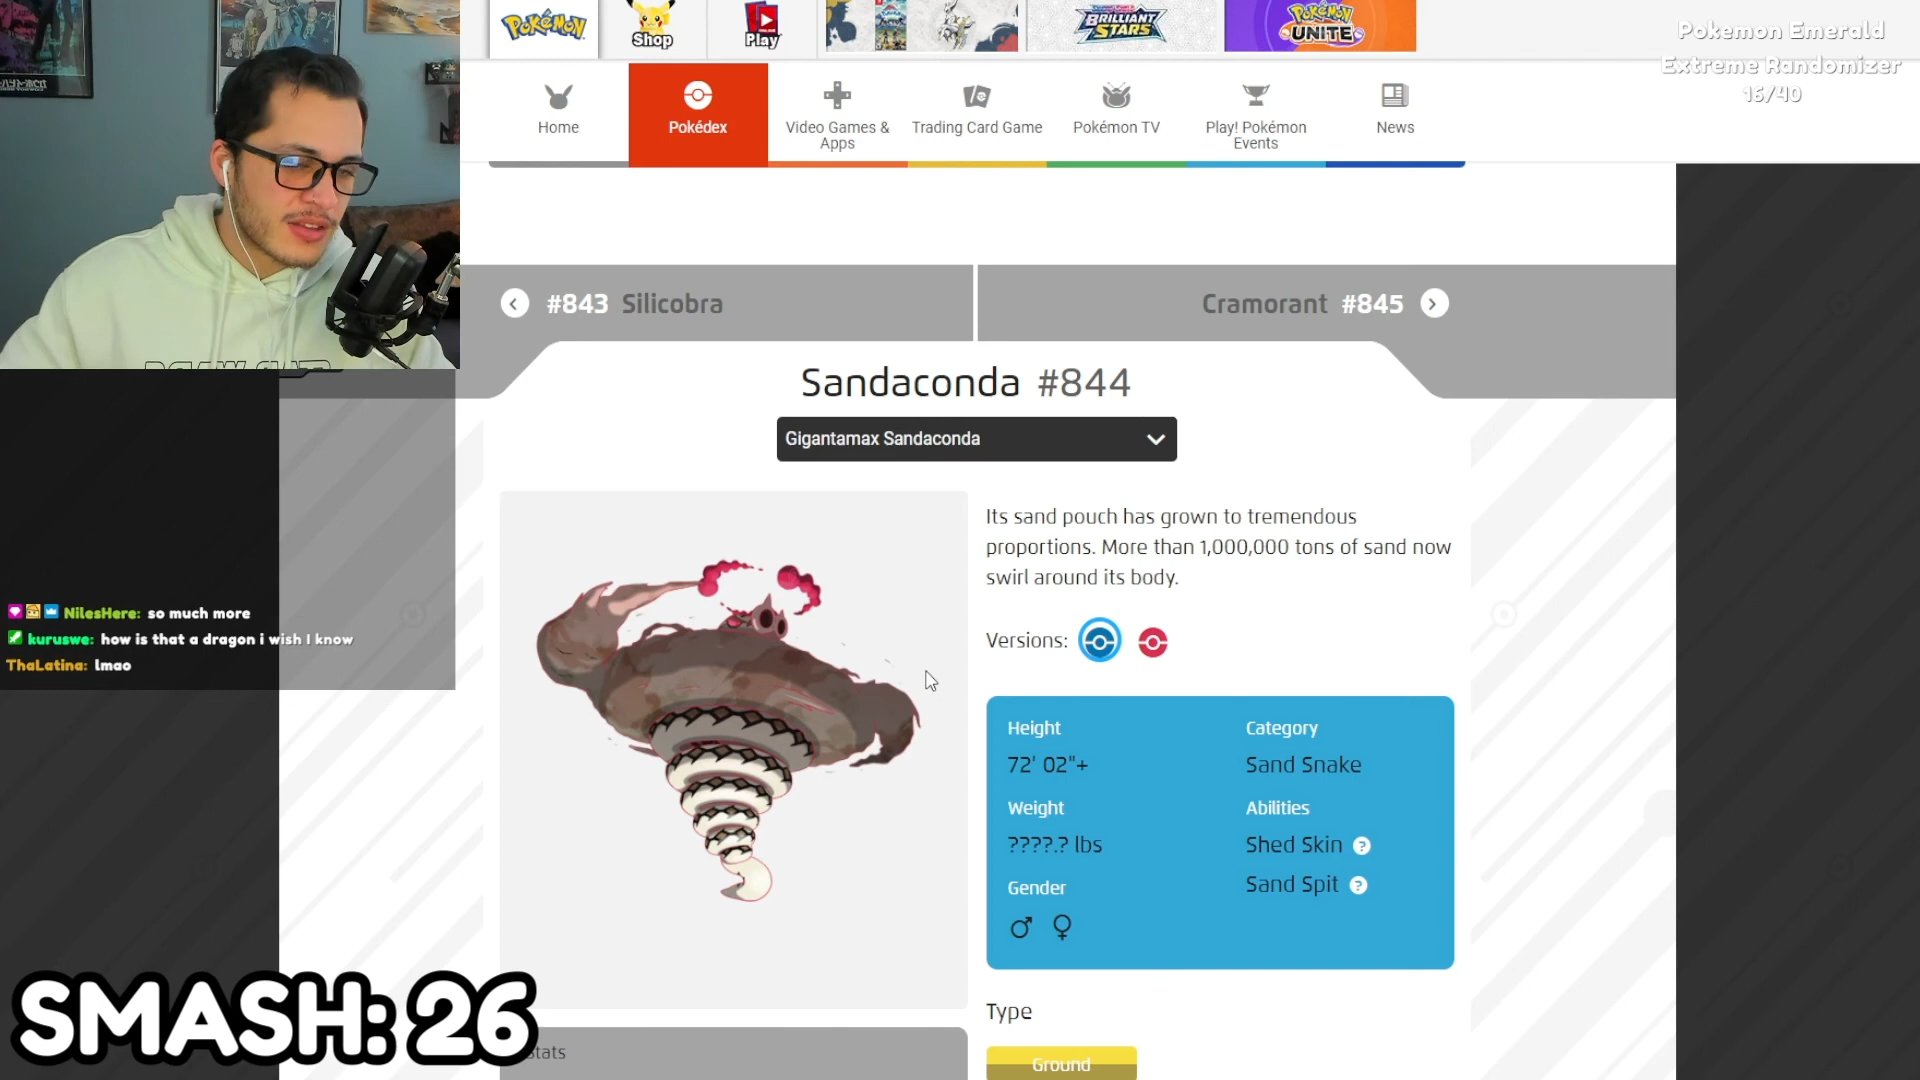 Pokémon
Shop
Play!
BRILLIANT
STARS
Pokémon
UNITE
Pokemon Emerald
Extreme Randomizer
16/40
Home
Pokédex
Video Games &
Apps
Trading Card Game
Pokémon TV
Play! Pokémon
Events
News
#843 Silicobra
Cramorant #845
Sandaconda #844
Gigantamax Sandaconda
Its sand pouch has grown to tremendous
proportions. More than 1,000,000 tons of sand now
swirl around its body.
Versions:
Height
72' 02"+
Weight
????.? lbs
Gender
Category
Sand Snake
Abilities
Shed Skin ?
Sand Spit ?
Type
Ground
NilesHere: so much more
kuruswe: how is that a dragon i wish I know
ThaLatina: lmao
SMASH: 26